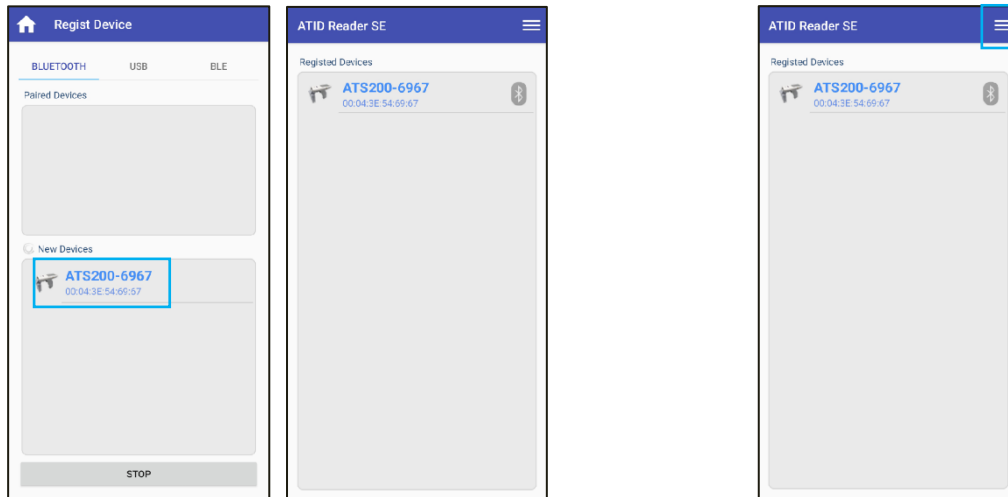 Regist Device
BLUETOOTH USB BLE
Paired Devices
New Devices
ATS200-6967
00:04:3E:54:69:67
STOP
ATID Reader SE
Registed Devices
ATS200-6967
00:04:3E:54:69:67
ATID Reader SE
Registed Devices
ATS200-6967
00:04:3E:54:69:67